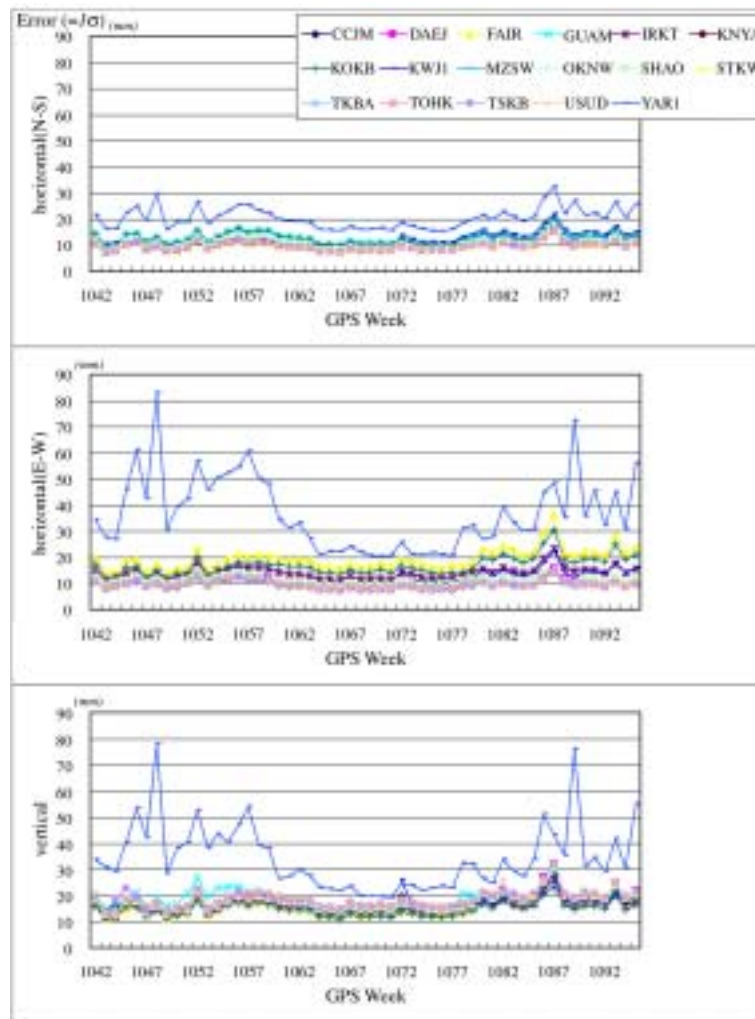 Error (=1σ) (mm)
CCJM DAEJ FAIR GUAM IRKT KNYA
KOKB KWJ1 MZSW OKNW SHAO STKW
TKBA TOHK TSKB USUD YAR1
horizontal(N-S)
90
80
70
60
50
40
30
20
10
0
1042 1047 1052 1057 1062 1067 1072 1077 1082 1087 1092
GPS Week
(mm)
horizontal(E-W)
90
80
70
60
50
40
30
20
10
0
1042 1047 1052 1057 1062 1067 1072 1077 1082 1087 1092
GPS Week
(mm)
vertical
90
80
70
60
50
40
30
20
10
0
1042 1047 1052 1057 1062 1067 1072 1077 1082 1087 1092
GPS Week